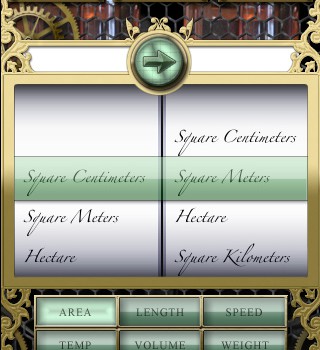 Square Centimeters
Square Centimeters Square Meters
Square Meters Hectare
Hectare Square Kilometers
AREA LENGTH SPEED
TEMP VOLUME WEIGHT